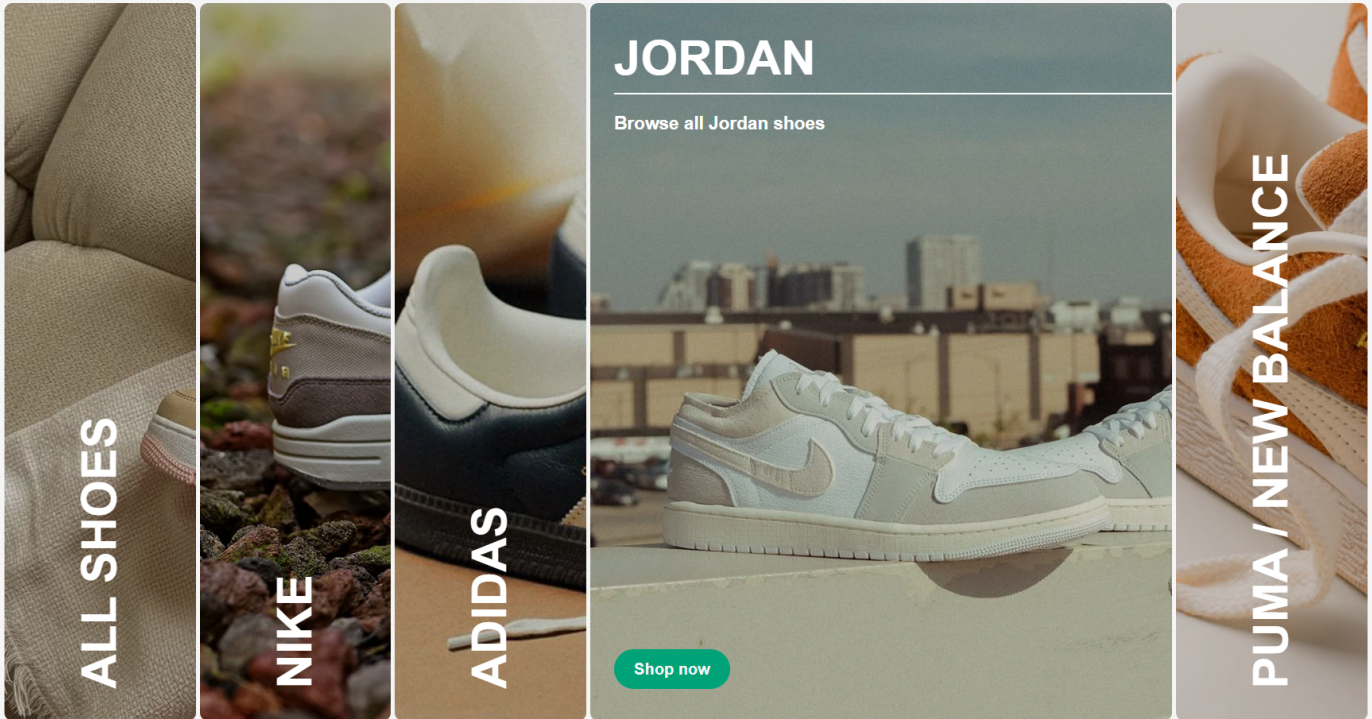 ALL SHOES
NIKE
ADIDAS
JORDAN
Browse all Jordan shoes
Shop now
PUMA / NEW BALANCE